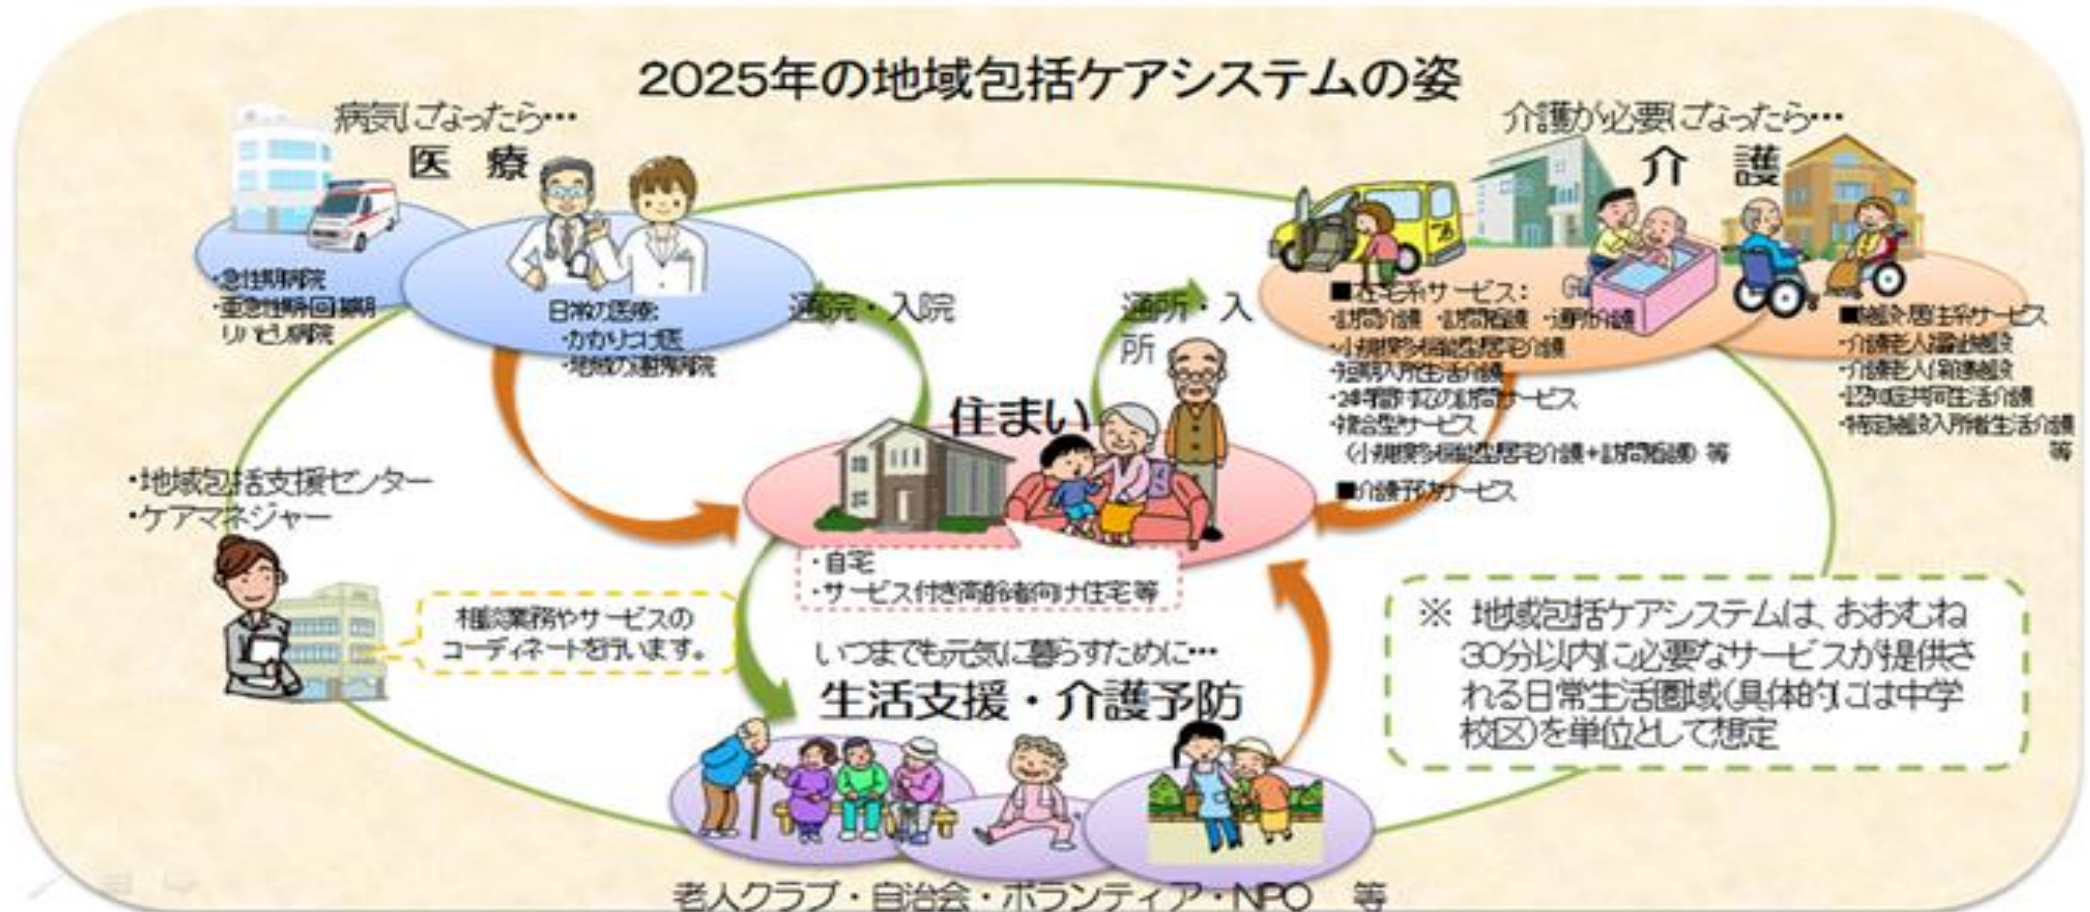 2025年の地域包括ケアシステムの姿
病気になったら・・・
医 療
介護が必要になったら・・・
介 護
・急性期病院
・亜急性期・回復期
リハビリ病院
日常の医療:
・かかりつけ医
・地域の連携病院
通院・入院
通所・入
所
■在宅系サービス:
・訪問介護 ・訪問看護 ・通所介護
・小規模多機能型居宅介護
・短期入所生活介護
・24時間対応の訪問サービス
・複合型サービス
(小規模多機能型居宅介護+訪問看護) 等
■介護予防サービス
■施設・居住系サービス
・介護老人福祉施設
・介護老人保健施設
・認知症共同生活介護
・特定施設入所者生活介護
等
住まい
・地域包括支援センター
・ケアマネジャー
・自宅
・サービス付き高齢者向け住宅等
相談業務やサービスの
コーディネートを行います。
いつまでも元気に暮らすために・・・
生活支援・介護予防
※ 地域包括ケアシステムは、おおむね
30分以内に必要なサービスが提供さ
れる日常生活圏域(具体的には中学
校区)を単位として想定
老人クラブ・自治会・ボランティア・NPO 等